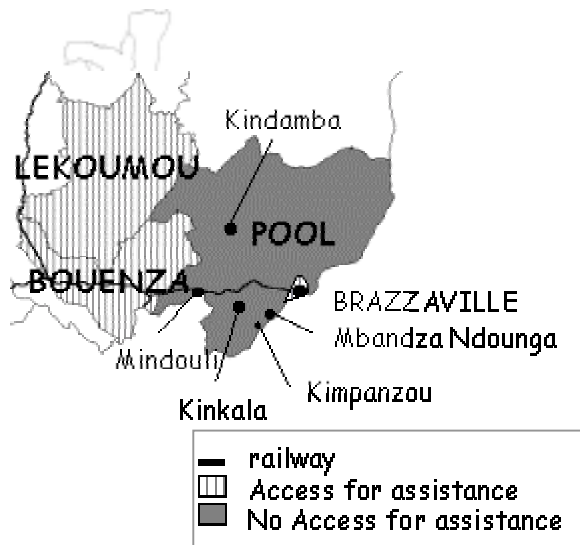 Kindamba
LEKOUMOU
POOL
BOUENZA
BRAZZAVILLE
Mbandza Ndounga
Mindouli
Kimpanzou
Kinkala
railway
Access for assistance
No Access for assistance